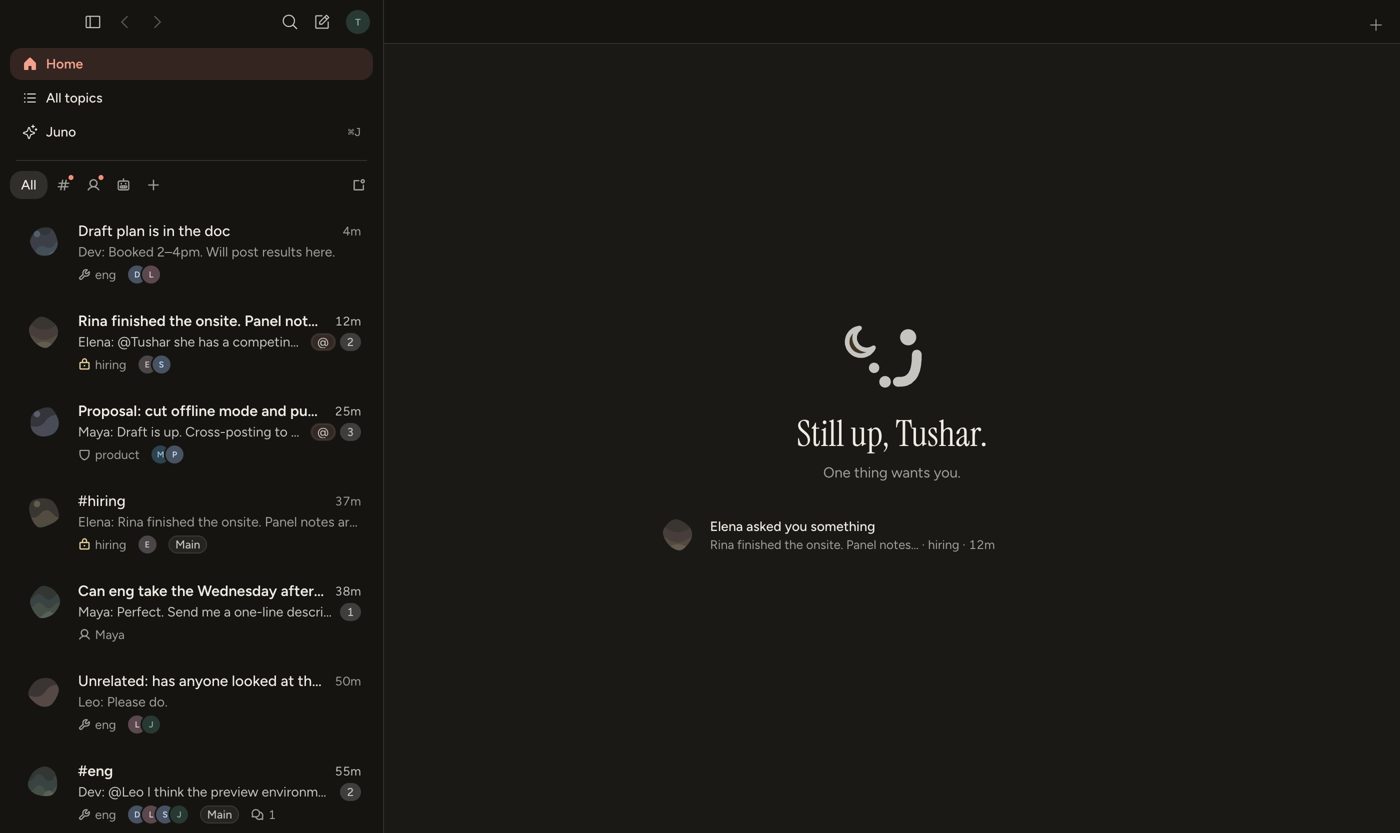 T
Home
All topics
Juno ⌘J
All
Draft plan is in the doc 4m
Dev: Booked 2–4pm. Will post results here.
eng D L
Rina finished the onsite. Panel not... 12m
Elena: @Tushar she has a competin... @ 2
hiring E S
Proposal: cut offline mode and pu... 25m
Maya: Draft is up. Cross-posting to ... @ 3
product M P
#hiring 37m
Elena: Rina finished the onsite. Panel notes ar...
hiring E Main
Can eng take the Wednesday after... 38m
Maya: Perfect. Send me a one-line descri... 1
Maya
Unrelated: has anyone looked at th... 50m
Leo: Please do.
eng L J
#eng 55m
Dev: @Leo I think the preview environm... 2
eng D L S J Main 1
Still up, Tushar.
One thing wants you.
Elena asked you something
Rina finished the onsite. Panel notes... · hiring · 12m